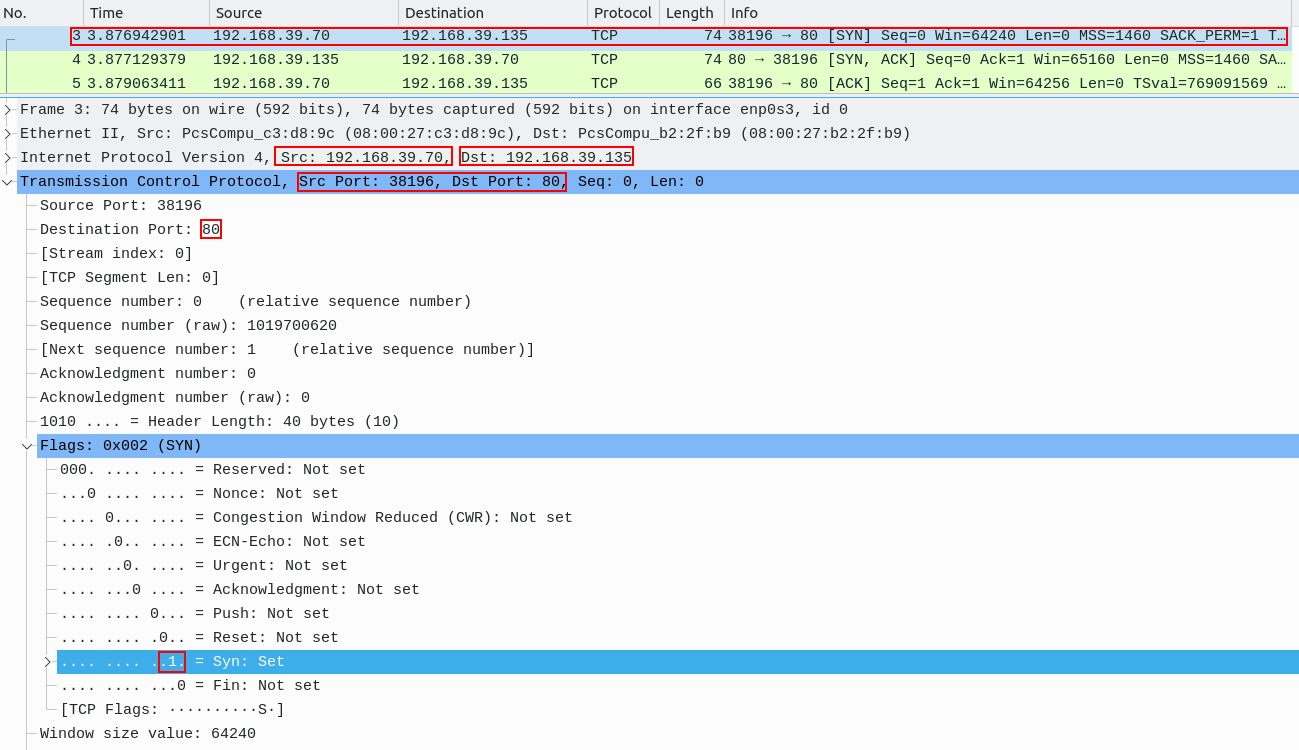 No. Time Source Destination Protocol Length Info
3 3.876942901 192.168.39.70 192.168.39.135 TCP 74 38196 → 80 [SYN] Seq=0 Win=64240 Len=0 MSS=1460 SACK_PERM=1 T…
4 3.877129379 192.168.39.135 192.168.39.70 TCP 74 80 → 38196 [SYN, ACK] Seq=0 Ack=1 Win=65160 Len=0 MSS=1460 SA…
5 3.879063411 192.168.39.70 192.168.39.135 TCP 66 38196 → 80 [ACK] Seq=1 Ack=1 Win=64256 Len=0 TSval=769091569 …
Frame 3: 74 bytes on wire (592 bits), 74 bytes captured (592 bits) on interface enp0s3, id 0
Ethernet II, Src: PcsCompu_c3:d8:9c (08:00:27:c3:d8:9c), Dst: PcsCompu_b2:2f:b9 (08:00:27:b2:2f:b9)
Internet Protocol Version 4, Src: 192.168.39.70, Dst: 192.168.39.135
Transmission Control Protocol, Src Port: 38196, Dst Port: 80, Seq: 0, Len: 0
Source Port: 38196
Destination Port: 80
[Stream index: 0]
[TCP Segment Len: 0]
Sequence number: 0    (relative sequence number)
Sequence number (raw): 1019700620
[Next sequence number: 1    (relative sequence number)]
Acknowledgment number: 0
Acknowledgment number (raw): 0
1010 .... = Header Length: 40 bytes (10)
Flags: 0x002 (SYN)
000. .... .... = Reserved: Not set
...0 .... .... = Nonce: Not set
.... 0... .... = Congestion Window Reduced (CWR): Not set
.... .0.. .... = ECN-Echo: Not set
.... ..0. .... = Urgent: Not set
.... ...0 .... = Acknowledgment: Not set
.... .... 0... = Push: Not set
.... .... .0.. = Reset: Not set
.... .... ..1. = Syn: Set
.... .... ...0 = Fin: Not set
[TCP Flags: ··········S·]
Window size value: 64240